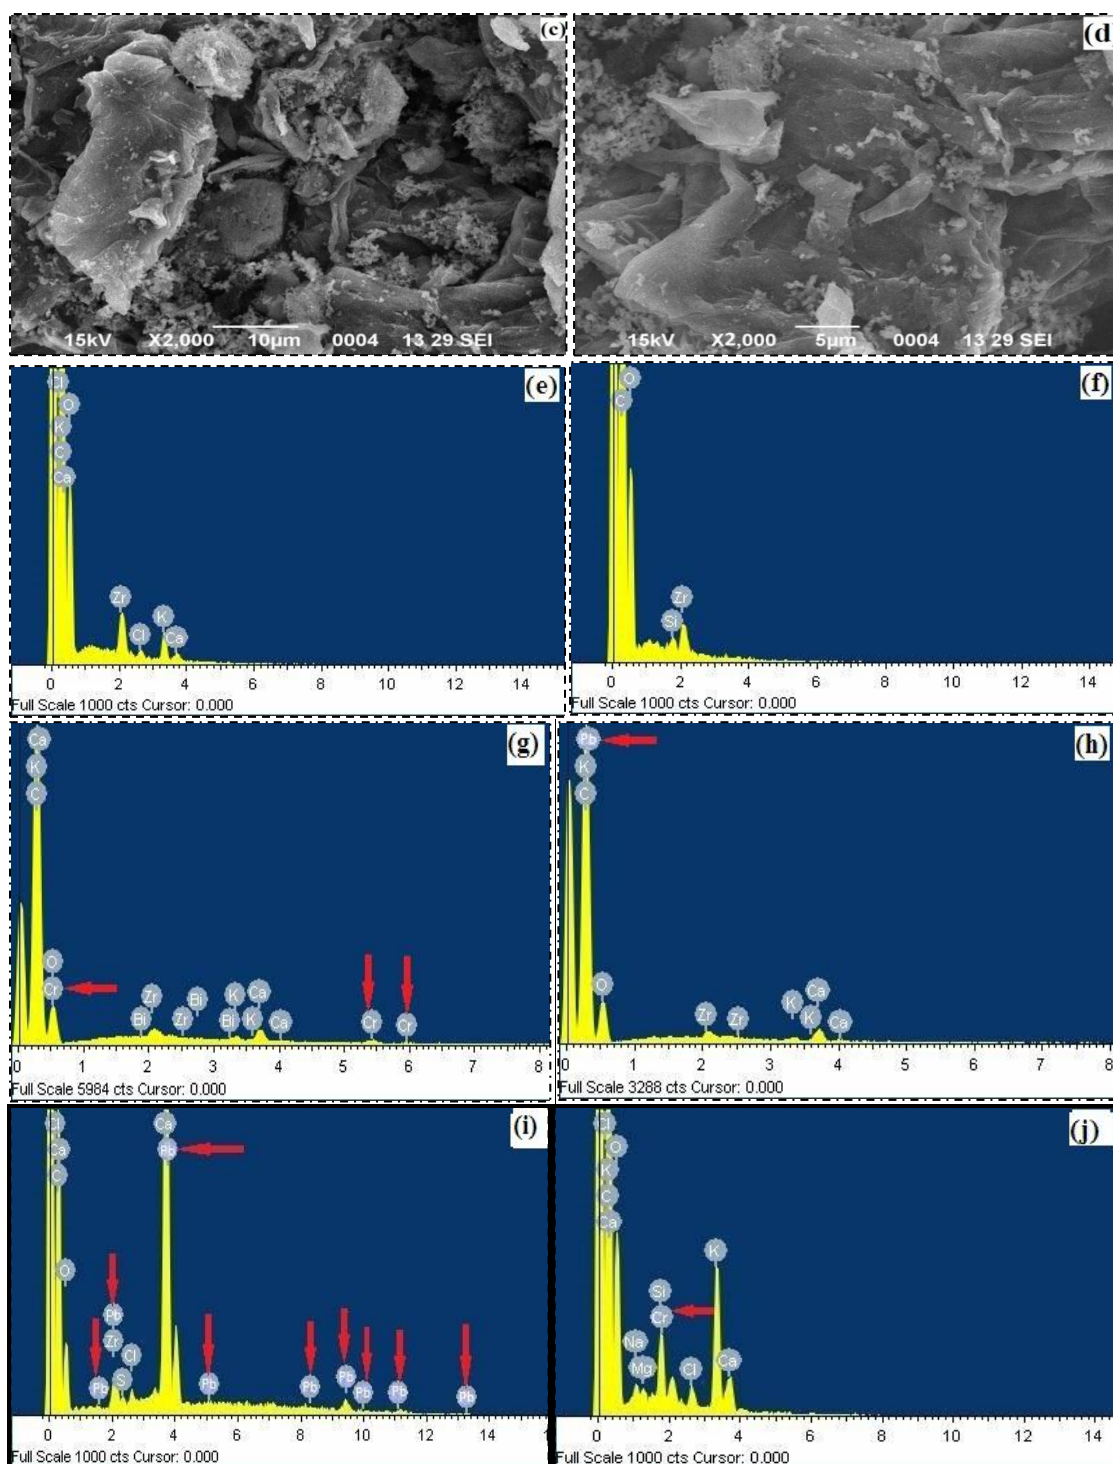 (c)
15kV X2,000 10µm 0004 13 29 SEI
(d)
15kV X2,000 5µm 0004 13 29 SEI
(e)
Cl
O
K
C
Ca
Zr
Cl
K
Ca
0 2 4 6 8 10 12 14
Full Scale 1000 cts Cursor: 0.000
(f)
O
C
Zr
Si
0 2 4 6 8 10 12 14
Full Scale 1000 cts Cursor: 0.000
(g)
Ca
K
C
O
Cr
Zr Bi K Ca
Bi Zr Bi K Ca Cr Cr
0 1 2 3 4 5 6 7 8
Full Scale 5984 cts Cursor: 0.000
(h)
Pb
K
C
O
Zr Zr K K Ca Ca
0 1 2 3 4 5 6 7 8
Full Scale 3288 cts Cursor: 0.000
(i)
Cl Ca
Ca Pb
C
O
Pb
Zr Cl
Pb S Pb Pb Pb Pb Pb Pb
0 2 4 6 8 10 12 14
Full Scale 1000 cts Cursor: 0.000
(j)
Cl
O
K
C
Ca
K
Si
Cr
Na
Mg Cl Ca
0 2 4 6 8 10 12 14
Full Scale 1000 cts Cursor: 0.000